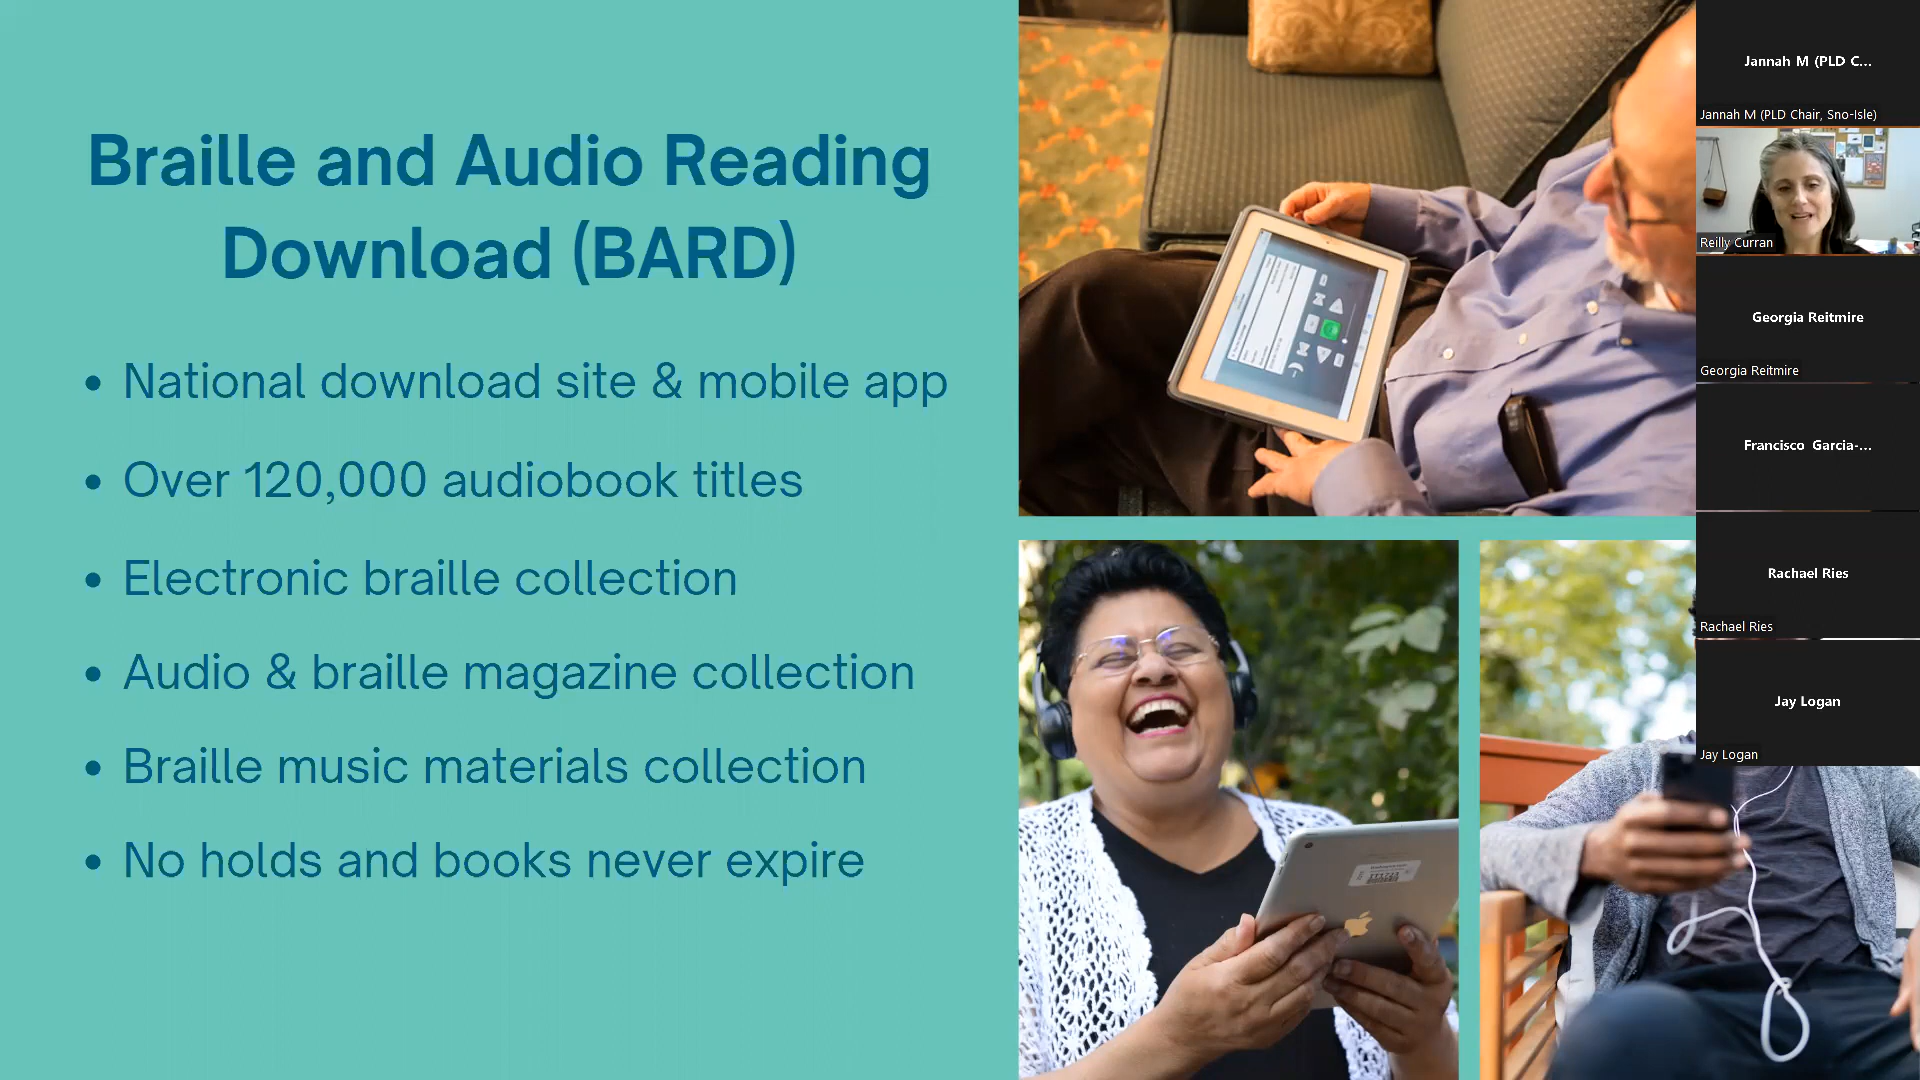 Braille and Audio Reading
Download (BARD)
• National download site & mobile app
• Over 120,000 audiobook titles
• Electronic braille collection
• Audio & braille magazine collection
• Braille music materials collection
• No holds and books never expire
Jannah M (PLD C...
Jannah M (PLD Chair, Sno-Isle)
Reilly Curran
Georgia Reitmire
Georgia Reitmire
Francisco Garcia-...
Rachael Ries
Rachael Ries
Jay Logan
Jay Logan